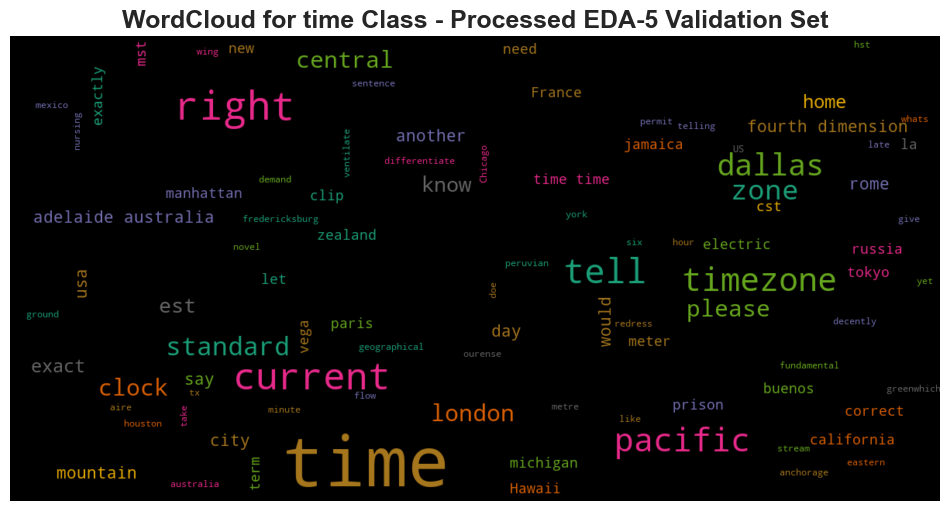 WordCloud for time Class - Processed EDA-5 Validation Set
mst
wing
new
need
hst
central
sentence
exactly
mexico
nursing
right
France
home
permit
telling
whats
fourth dimension
another
ventilate
differentiate
Chicago
jamaica
US
late
la
dallas
know
time time
zone
rome
demand
manhattan
clip
cst
adelaide australia
fredericksburg
york
give
zealand
novel
six
hour
electric
russia
peruvian
tell
tokyo
let
usa
timezone
yet
doe
est
please
ground
paris
vega
day
would
redress
decently
standard
geographical
meter
ourense
exact
fundamental
say
current
clock
tx
flow
buenos
greenwhich
aire
take
minute
london
metre
prison
like
correct
houston
city
pacific
california
stream
time
mountain
term
michigan
eastern
anchorage
australia
Hawaii